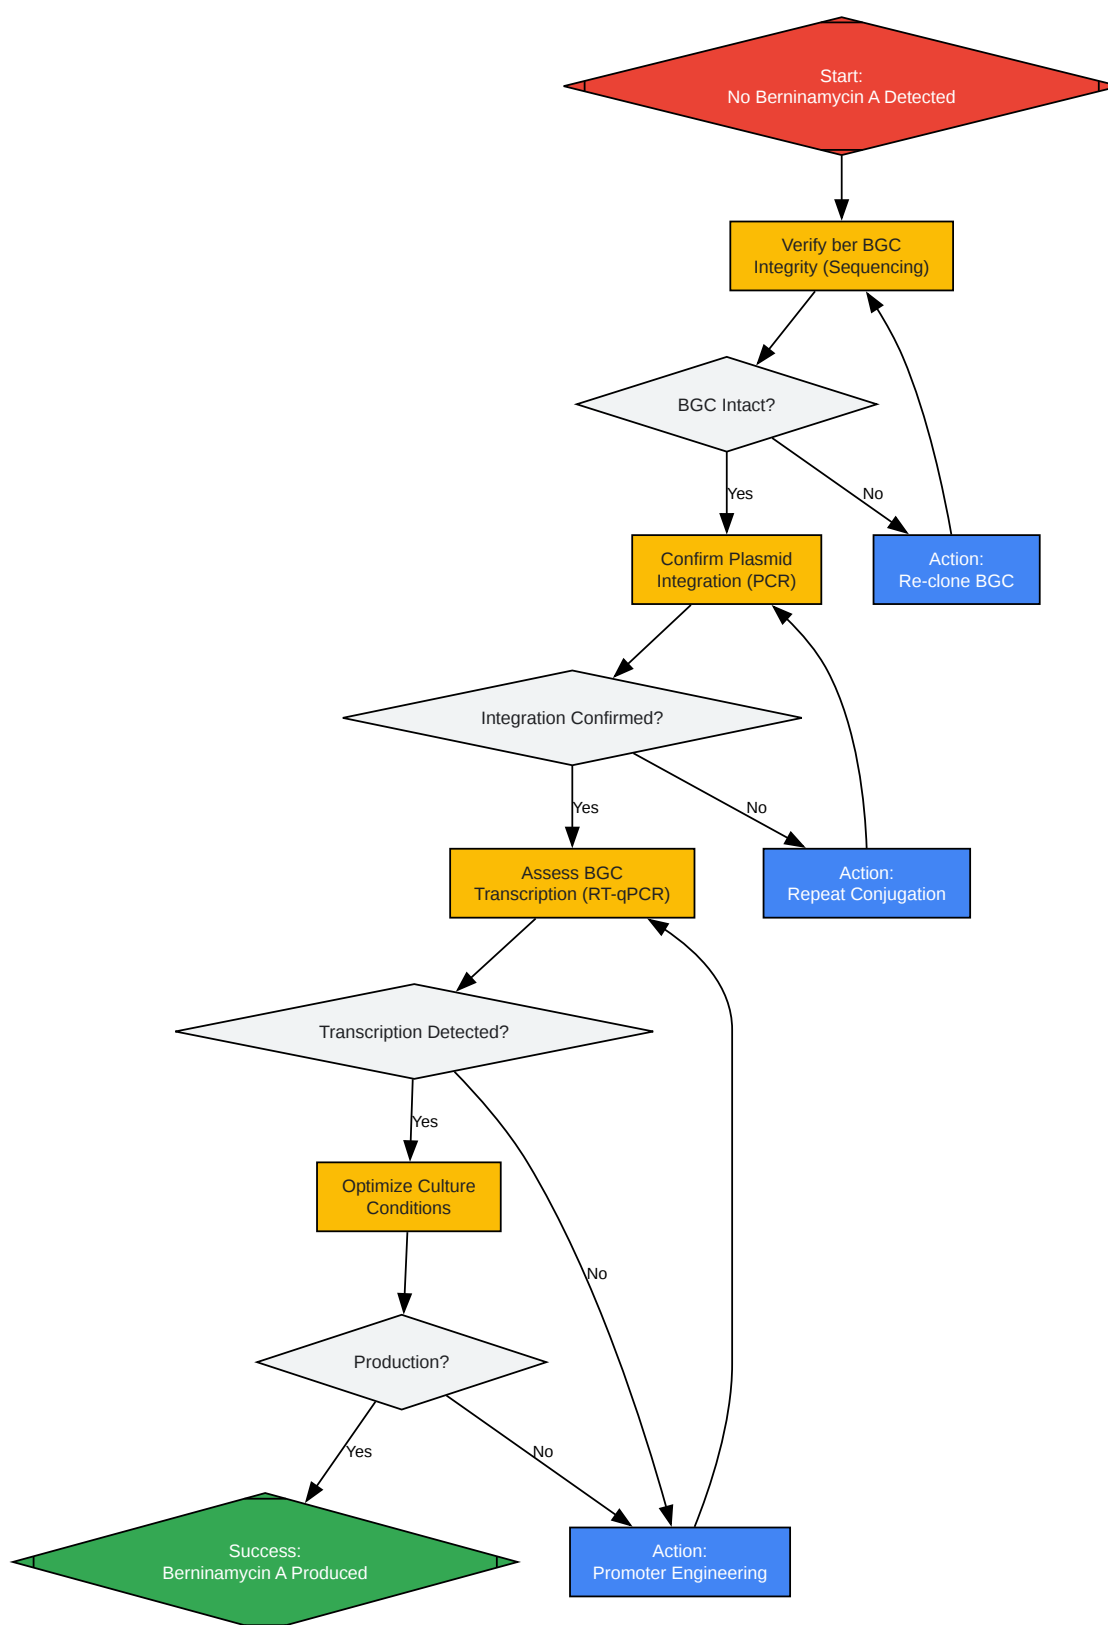 Start:
No Berninamycin A Detected
Verify ber BGC
Integrity (Sequencing)
BGC Intact?
Yes
No
Confirm Plasmid
Integration (PCR)
Action:
Re-clone BGC
Integration Confirmed?
Yes
No
Assess BGC
Transcription (RT-qPCR)
Action:
Repeat Conjugation
Transcription Detected?
Yes
No
Optimize Culture
Conditions
Production?
Yes
No
Success:
Berninamycin A Produced
Action:
Promoter Engineering